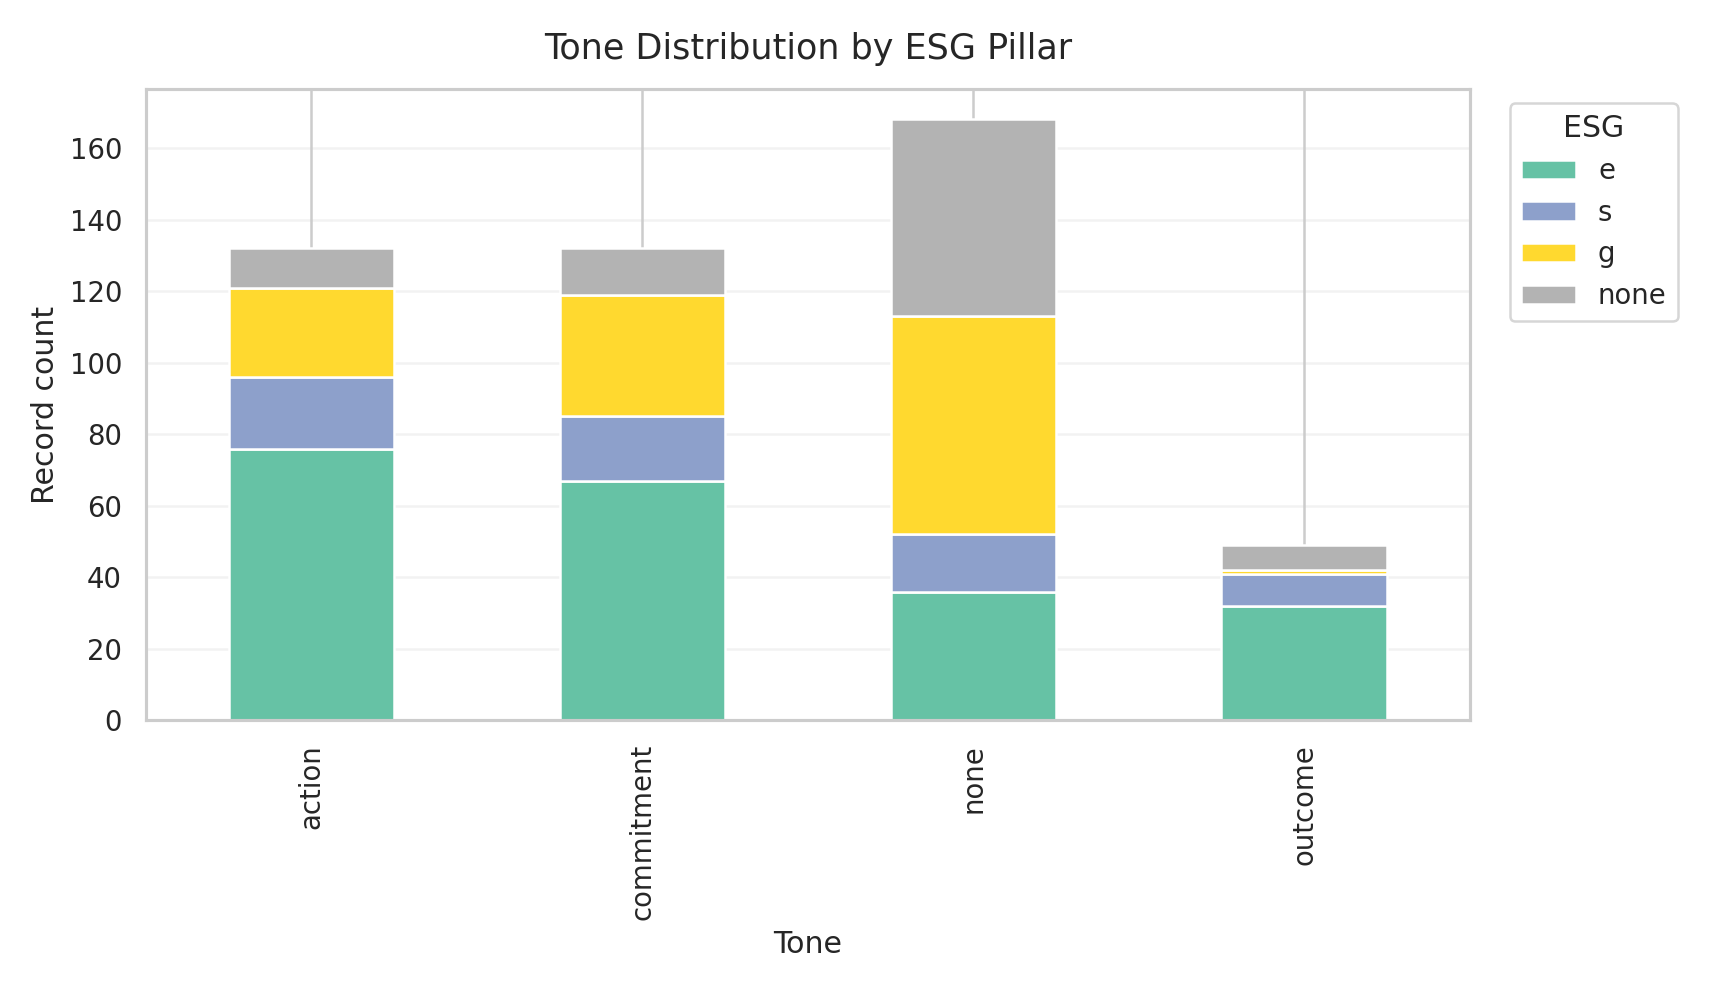 Tone Distribution by ESG Pillar
Record count
160
140
120
100
80
60
40
20
0
action
commitment
none
outcome
Tone
ESG
e
s
g
none